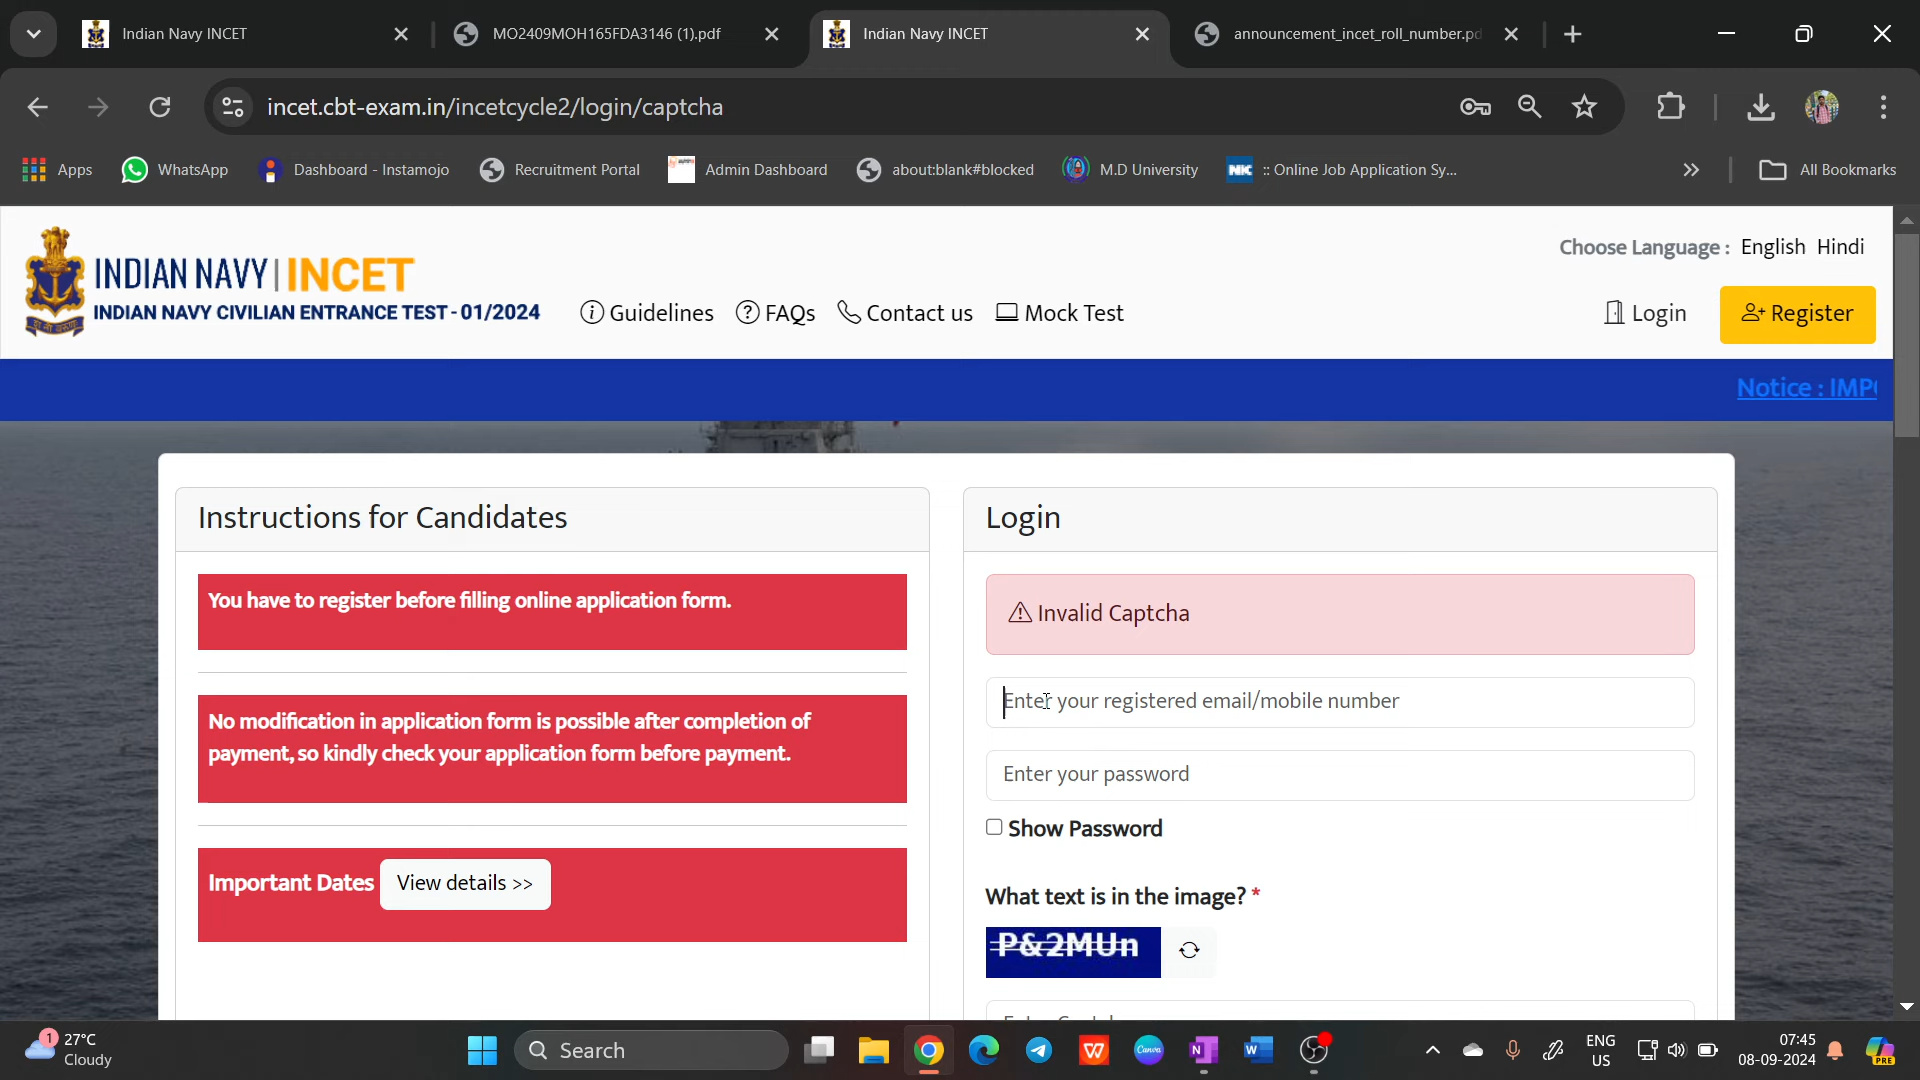 Indian Navy INCET
MO2409MOH165FDA3146 (1).pdf
Indian Navy INCET
announcement_incet_roll_number.pd
incet.cbt-exam.in/incetcycle2/login/captcha
Apps
WhatsApp
Dashboard - Instamojo
Recruitment Portal
Admin Dashboard
about:blank#blocked
M.D University
NK
:: Online Job Application Sy...
All Bookmarks
Choose Language : English Hindi
INDIAN NAVY | INCET
INDIAN NAVY CIVILIAN ENTRANCE TEST - 01/2024
Guidelines
FAQs
Contact us
Mock Test
Login
Register
Notice : IMP
Instructions for Candidates
You have to register before filling online application form.
No modification in application form is possible after completion of
payment, so kindly check your application form before payment.
Important Dates View details >>
Login
Invalid Captcha
Enter your registered email/mobile number
Enter your password
Show Password
What text is in the image? *
P&2MUn
1
27°C
Cloudy
Search
ENG
US
07:45
08-09-2024
PRE